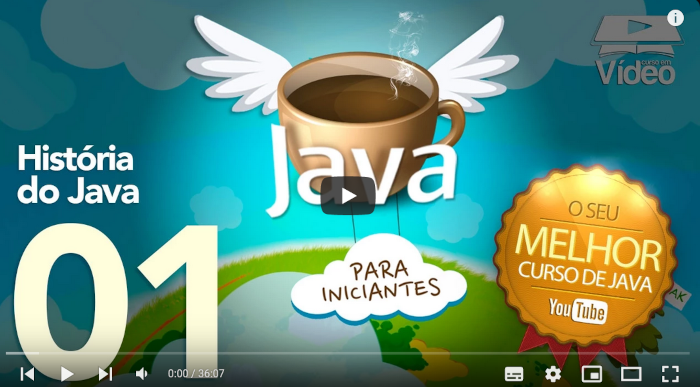 curso em
Vídeo
História
do Java
01
Java
PARA
INICIANTES
O SEU
MELHOR
CURSO DE JAVA
YouTube
AK
0:00 / 36:07